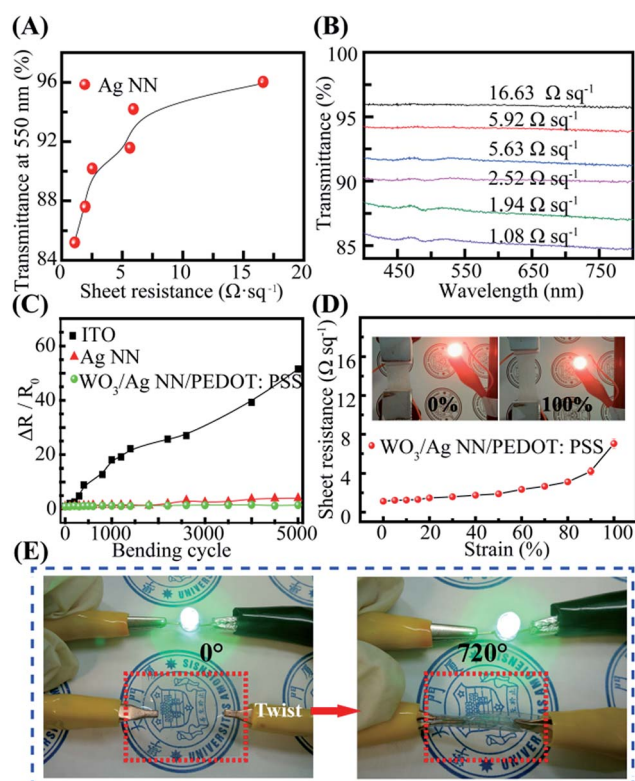 (A)
Transmittance at 550 nm (%)
96
92
88
84
Ag NN
0
5
10
15
20
Sheet resistance (Ω·sq⁻¹)
(B)
Transmittance (%)
100
95
90
85
16.63 Ω sq⁻¹
5.92 Ω sq⁻¹
5.63 Ω sq⁻¹
2.52 Ω sq⁻¹
1.94 Ω sq⁻¹
1.08 Ω sq⁻¹
450
550
650
750
Wavelength (nm)
(C)
ΔR / R₀
60
40
20
0
ITO
Ag NN
WO₃/Ag NN/PEDOT: PSS
0
1000
3000
5000
Bending cycle
(D)
Sheet resistance (Ω sq⁻¹)
16
12
8
4
0
0%
100%
WO₃/Ag NN/PEDOT: PSS
0
20
40
60
80
100
Strain (%)
(E)
0°
Twist
720°